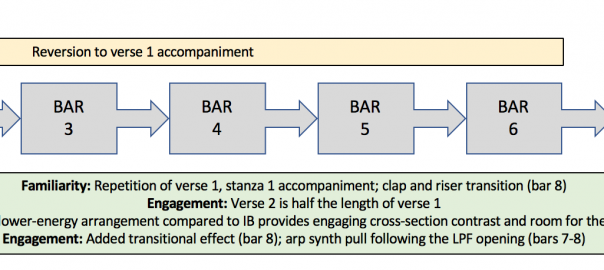 Reversion to verse 1 accompaniment
BAR 3
BAR 4
BAR 5
BAR 6
Familiarity: Repetition of verse 1, stanza 1 accompaniment; clap and riser transition (bar 8)
Engagement: Verse 2 is half the length of verse 1
lower-energy arrangement compared to IB provides engaging cross-section contrast and room for the
Engagement: Added transitional effect (bar 8); arp synth pull following the LPF opening (bars 7-8)